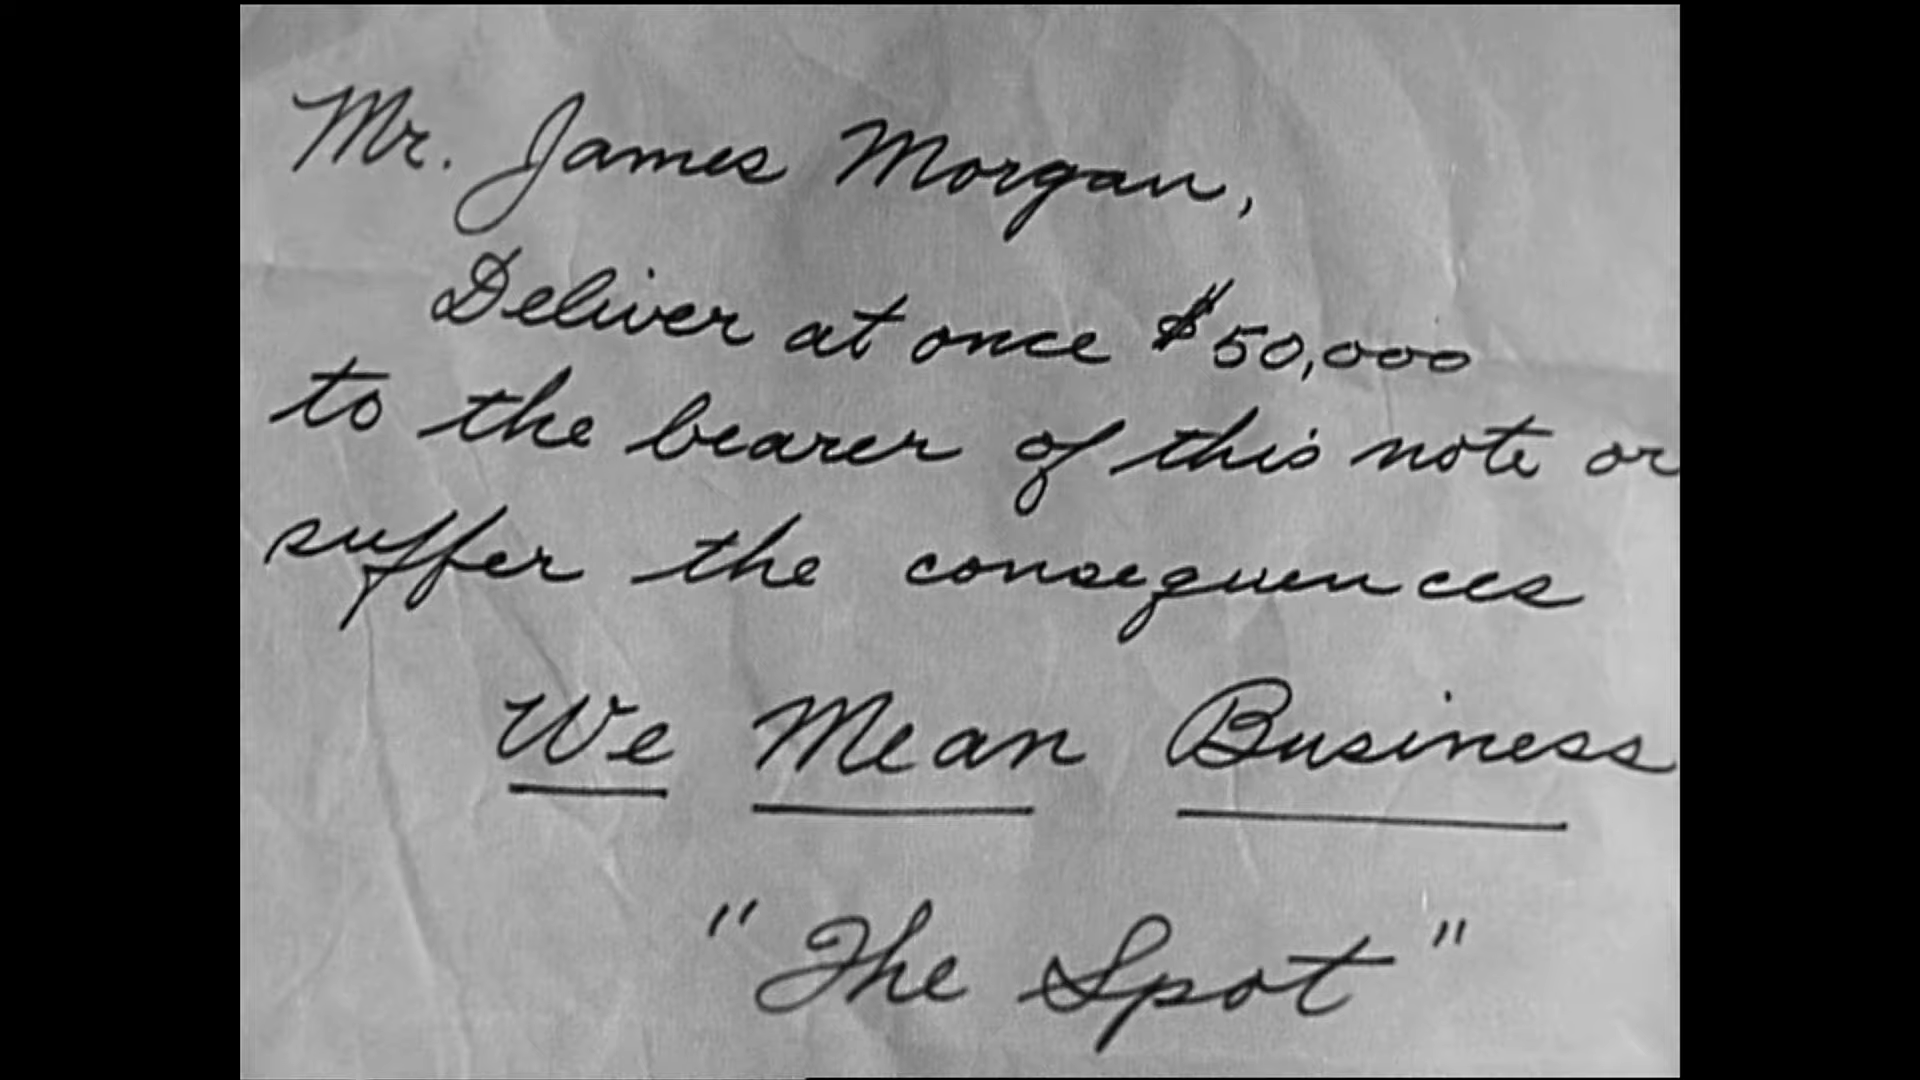 Mr. James Morgan,
Deliver at once $50,000
to the bearer of this note or
suffer the consequences
We Mean Business
"The Spot"